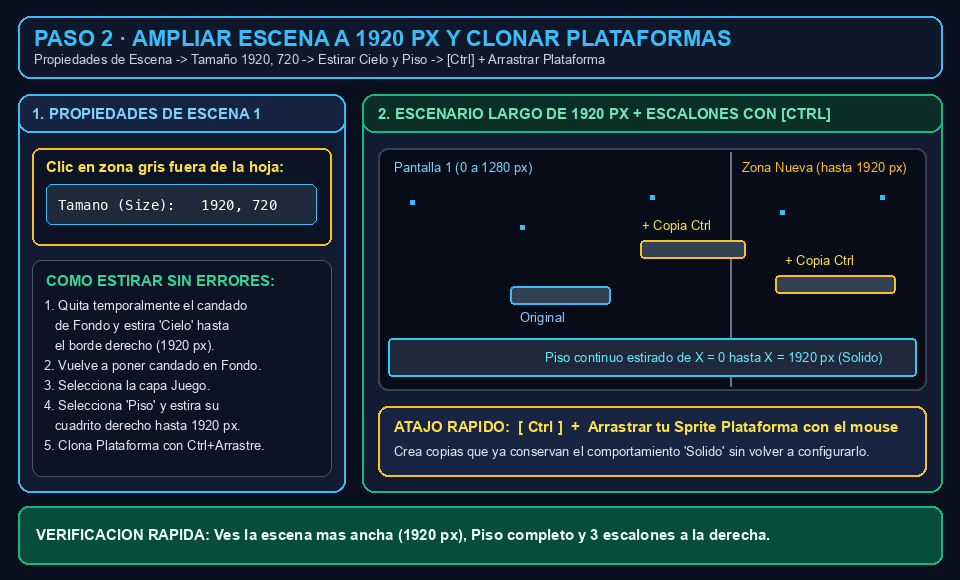 PASO 2 · AMPLIAR ESCENA A 1920 PX Y CLONAR PLATAFORMAS
Propiedades de Escena -> Tamaño 1920, 720 -> Estirar Cielo y Piso -> [Ctrl] + Arrastrar Plataforma
1. PROPIEDADES DE ESCENA 1
Clic en zona gris fuera de la hoja:
Tamano (Size): 1920, 720
COMO ESTIRAR SIN ERRORES:
1. Quita temporalmente el candado
de Fondo y estira 'Cielo' hasta
el borde derecho (1920 px).
2. Vuelve a poner candado en Fondo.
3. Selecciona la capa Juego.
4. Selecciona 'Piso' y estira su
cuadrito derecho hasta 1920 px.
5. Clona Plataforma con Ctrl+Arrastre.
2. ESCENARIO LARGO DE 1920 PX + ESCALONES CON [CTRL]
Pantalla 1 (0 a 1280 px)
Zona Nueva (hasta 1920 px)
+ Copia Ctrl
+ Copia Ctrl
Original
Piso continuo estirado de X = 0 hasta X = 1920 px (Solido)
ATAJO RAPIDO: [ Ctrl ] + Arrastrar tu Sprite Plataforma con el mouse
Crea copias que ya conservan el comportamiento 'Solido' sin volver a configurarlo.
VERIFICACION RAPIDA: Ves la escena mas ancha (1920 px), Piso completo y 3 escalones a la derecha.